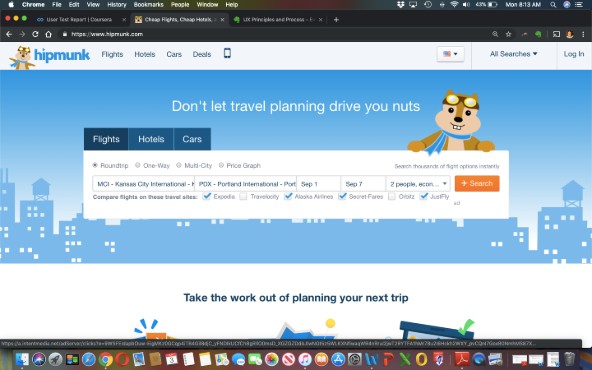 Chrome File Edit View History Bookmarks People Window Help 43% Mon 8:13 AM
User Test Report | Coursera Cheap Flights, Cheap Hotels, UX Principles and Process
https://www.hipmunk.com
hipmunk Flights Hotels Cars Deals All Searches Log In
Don't let travel planning drive you nuts
Flights Hotels Cars
Roundtrip One-Way Multi-City Price Graph Search thousands of flight options instantly
MCI - Kansas City International - PDX - Portland International - Port Sep 1 Sep 7 2 people, econ... Search
Compare flights on these travel sites: Expedia Travelocity Alaska Airlines Secret-Fares Orbitz JustFly
ad
Take the work out of planning your next trip